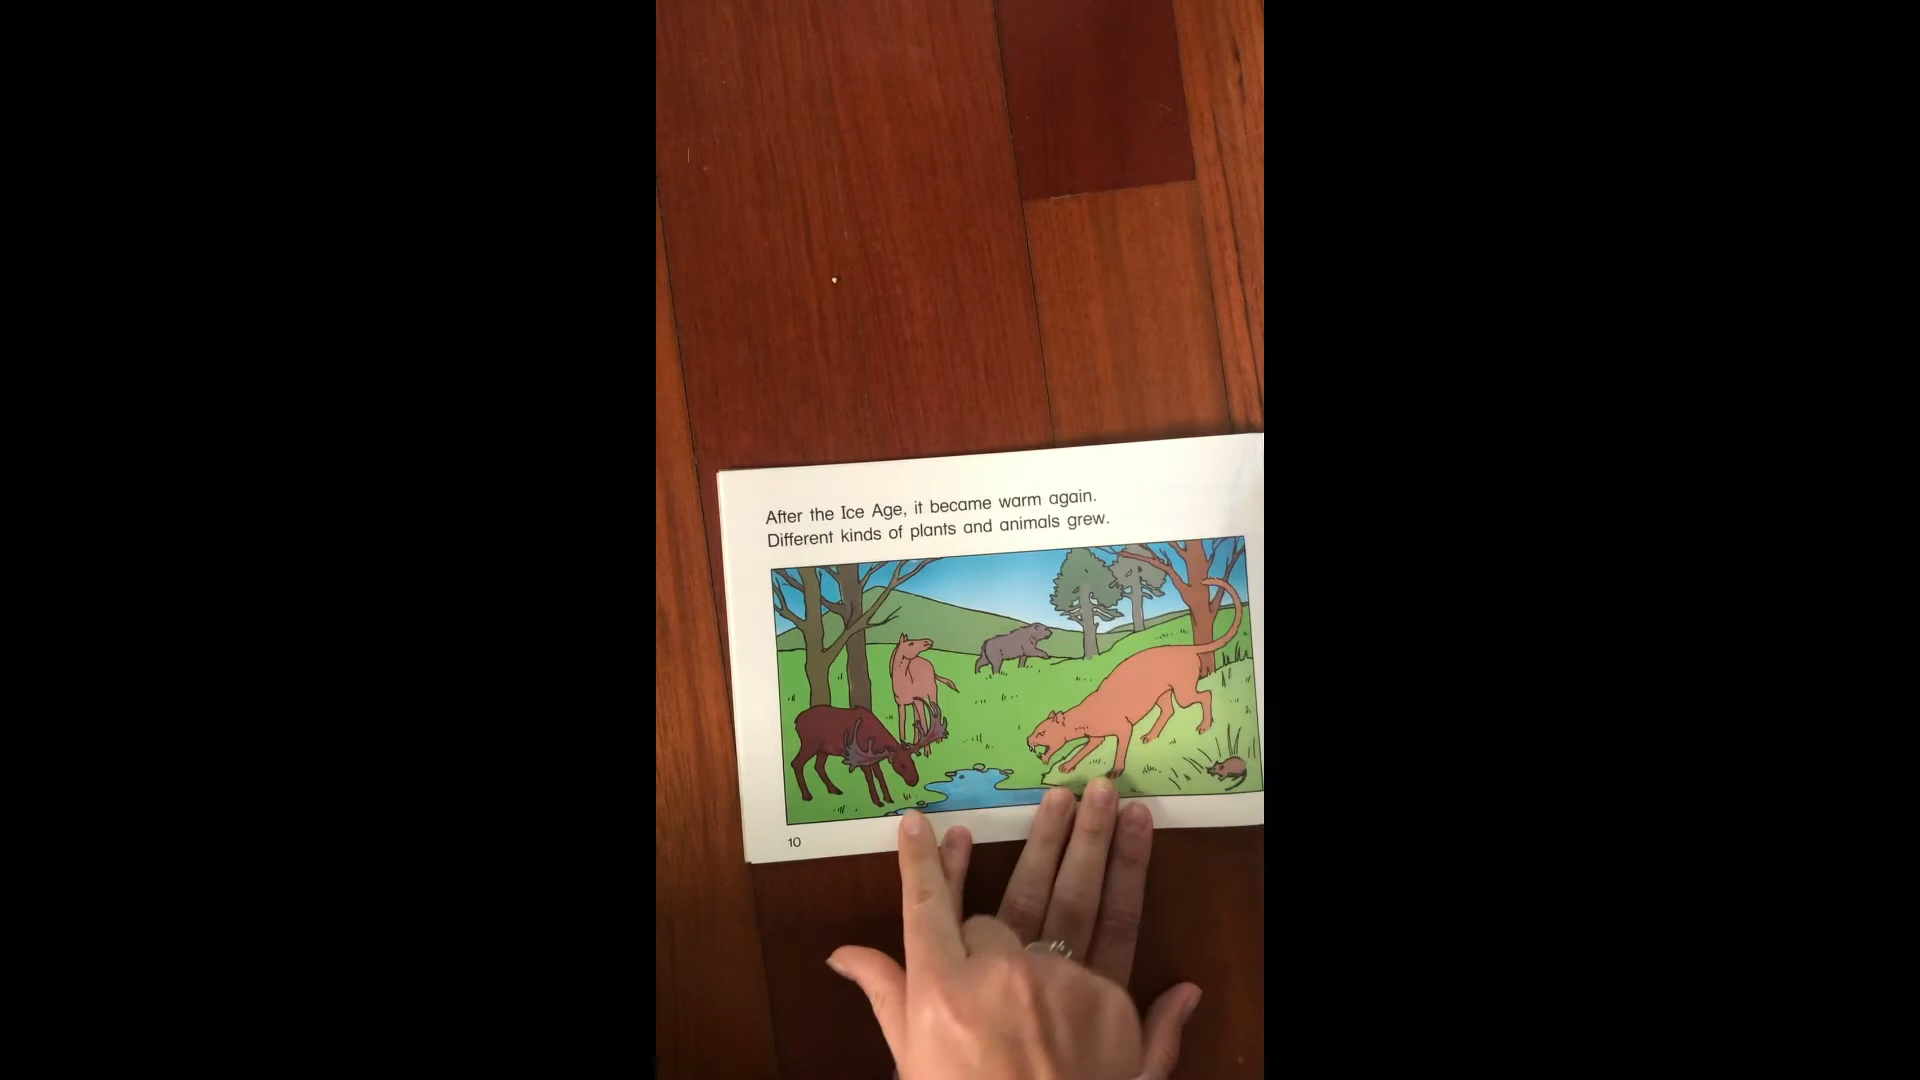 After the Ice Age, it became warm again.
Different kinds of plants and animals grew.
10